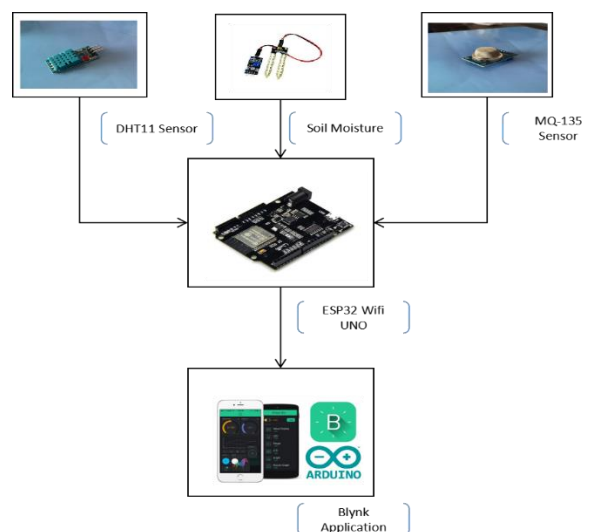 DHT11 Sensor
Soil Moisture
MQ-135
Sensor
ESP32 Wifi
UNO
B
ARDUINO
Blynk
Application